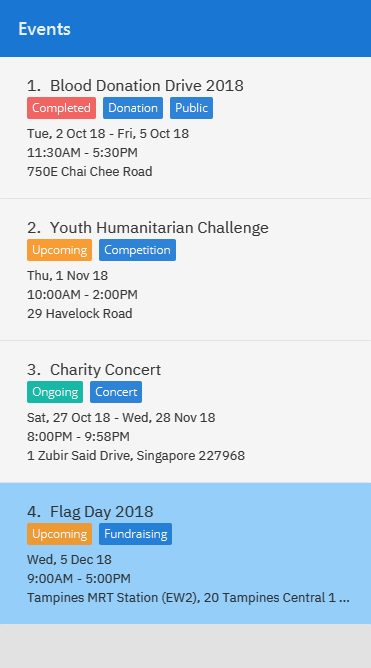 Events
1. Blood Donation Drive 2018
Completed Donation Public
Tue, 2 Oct 18 - Fri, 5 Oct 18
11:30AM - 5:30PM
750E Chai Chee Road
2. Youth Humanitarian Challenge
Upcoming Competition
Thu, 1 Nov 18
10:00AM - 2:00PM
29 Havelock Road
3. Charity Concert
Ongoing Concert
Sat, 27 Oct 18 - Wed, 28 Nov 18
8:00PM - 9:58PM
1 Zubir Said Drive, Singapore 227968
4. Flag Day 2018
Upcoming Fundraising
Wed, 5 Dec 18
9:00AM - 5:00PM
Tampines MRT Station (EW2), 20 Tampines Central 1 ...